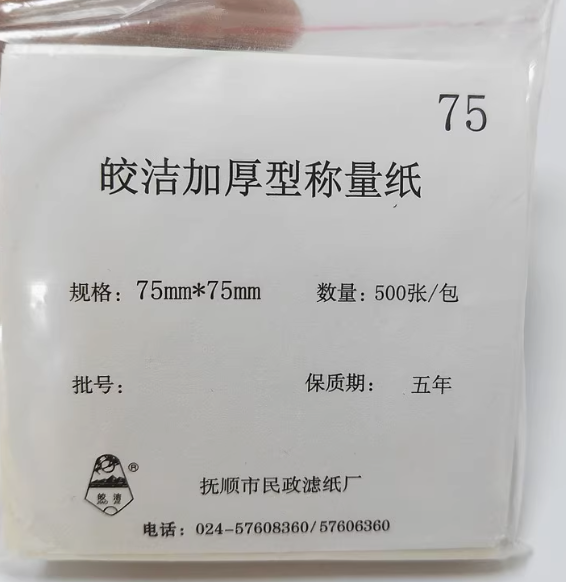 75
皎洁加厚型称量纸
规格：75mm*75mm 数量：500张/包
批号： 保质期： 五年
®
皎洁
抚顺市民政滤纸厂
电话：024-57608360/57606360